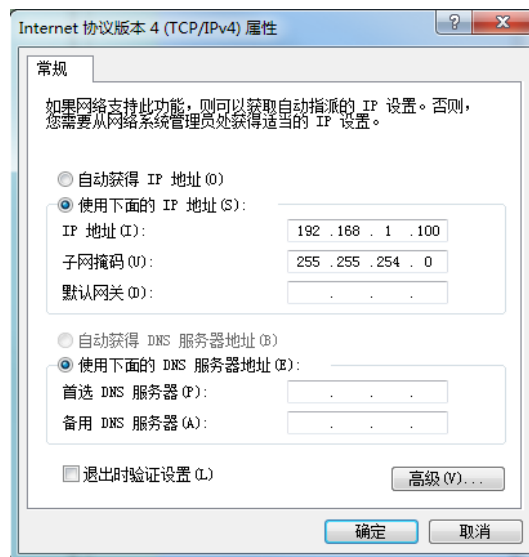 Internet 协议版本 4 (TCP/IPv4) 属性
常规
如果网络支持此功能，则可以获取自动指派的 IP 设置。否则，
您需要从网络系统管理员处获得适当的 IP 设置。
自动获得 IP 地址(O)
使用下面的 IP 地址(S):
IP 地址(I): 192 .168 . 1 .100
子网掩码(U): 255 .255 .254 . 0
默认网关(D): . . .
自动获得 DNS 服务器地址(B)
使用下面的 DNS 服务器地址(E):
首选 DNS 服务器(P): . . .
备用 DNS 服务器(A): . . .
退出时验证设置(L)
高级(V)...
确定 取消